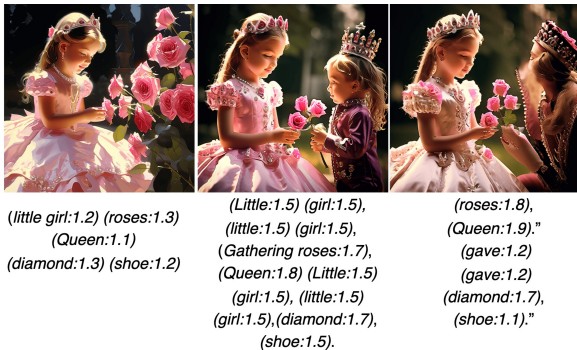 (little girl:1.2) (roses:1.3)
(Queen:1.1)
(diamond:1.3) (shoe:1.2)
(Little:1.5) (girl:1.5),
(little:1.5) (girl:1.5),
(Gathering roses:1.7),
(Queen:1.8) (Little:1.5)
(girl:1.5), (little:1.5)
(girl:1.5),(diamond:1.7),
(shoe:1.5).
(roses:1.8),
(Queen:1.9).”
(gave:1.2)
(gave:1.2)
(diamond:1.7),
(shoe:1.1).”